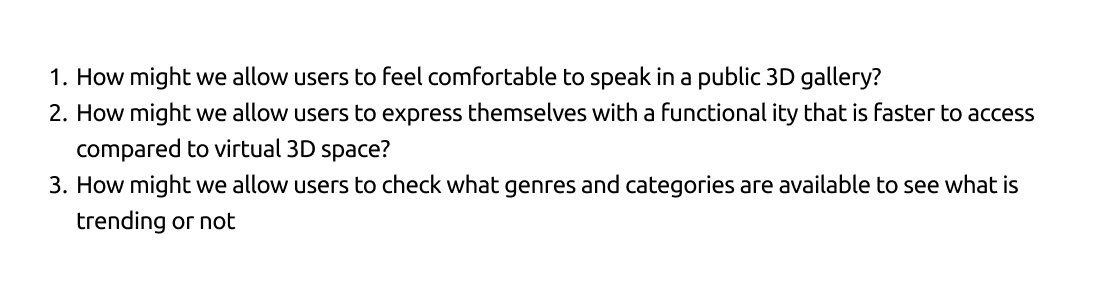 1. How might we allow users to feel comfortable to speak in a public 3D gallery?
2. How might we allow users to express themselves with a functional ity that is faster to access
compared to virtual 3D space?
3. How might we allow users to check what genres and categories are available to see what is
trending or not